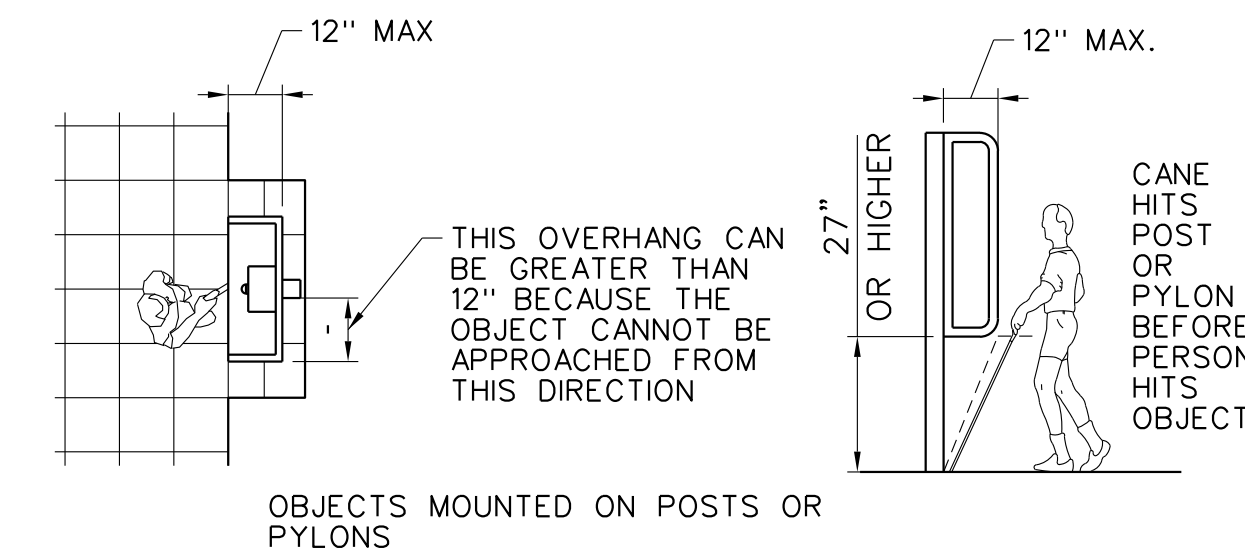 12" MAX
THIS OVERHANG CAN
BE GREATER THAN
12" BECAUSE THE
OBJECT CANNOT BE
APPROACHED FROM
THIS DIRECTION
12" MAX.
27”
OR HIGHER
CANE
HITS
POST
OR
PYLON
BEFORE
PERSON
HITS
OBJECT
OBJECTS MOUNTED ON POSTS OR
PYLONS